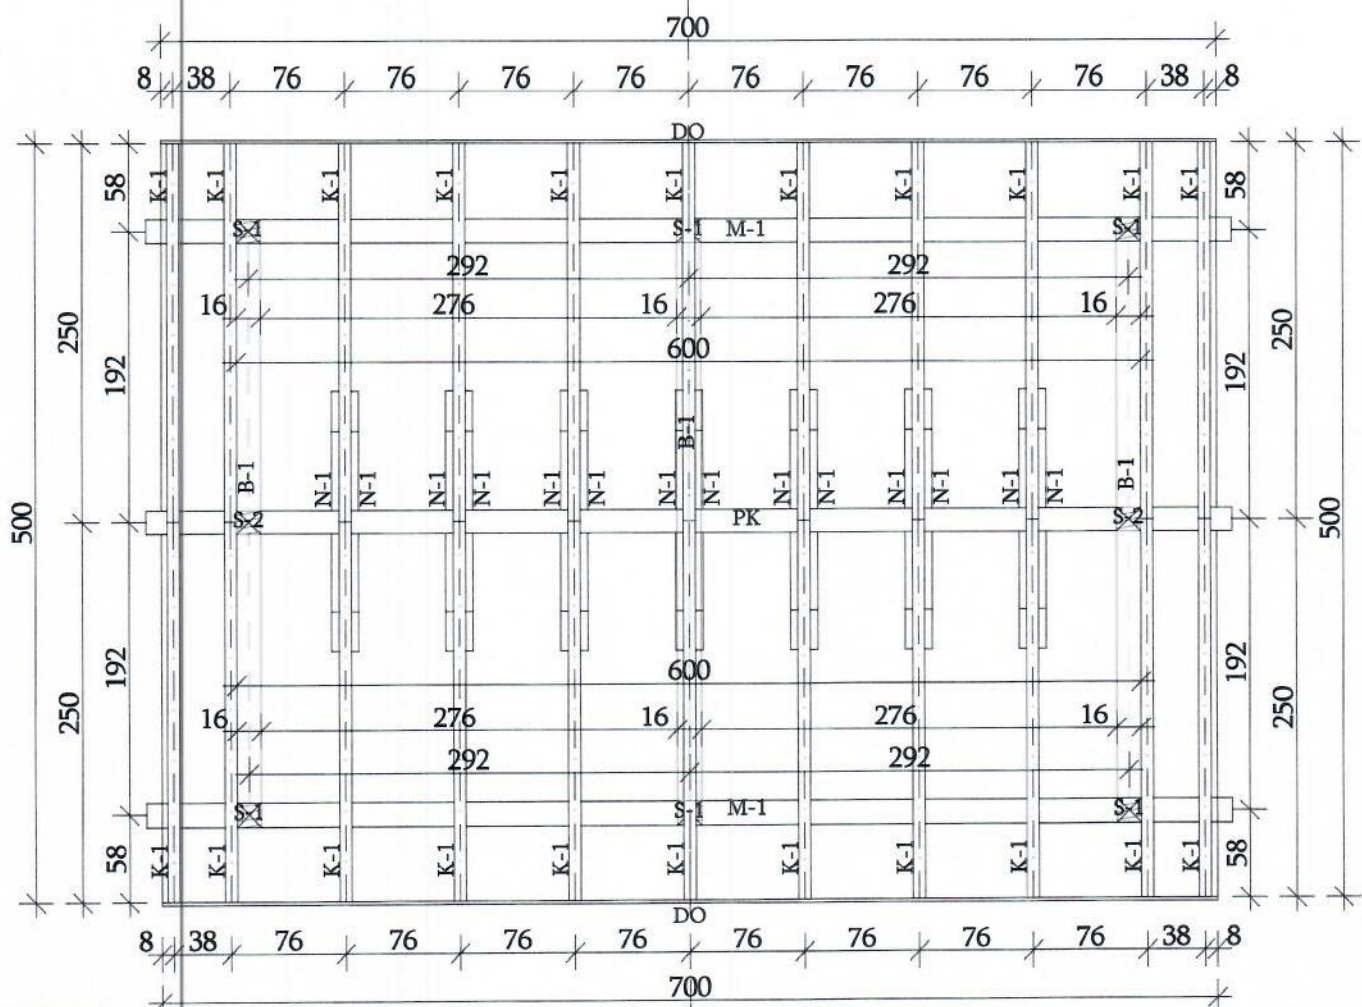 700
8 38 76 76 76 76 76 76 76 76 38 8
DO
K-1 K-1 K-1 K-1 K-1 K-1 K-1 K-1 K-1 K-1 K-1
58 58
S-1 S-1 M-1 S-1
292 292
16 276 16 276 16
600
250 192 192 250
B-1
B-1 N-1 N-1 N-1 N-1 N-1 N-1 N-1 N-1 N-1 N-1 N-1 N-1 N-1 N-1 B-1
500 S-2 PK S-2 500
600
250 192 192 250
16 276 16 276 16
292 292
S-1 S-1 M-1 S-1
58 58
K-1 K-1 K-1 K-1 K-1 K-1 K-1 K-1 K-1 K-1 K-1
DO
8 38 76 76 76 76 76 76 76 76 38 8
700